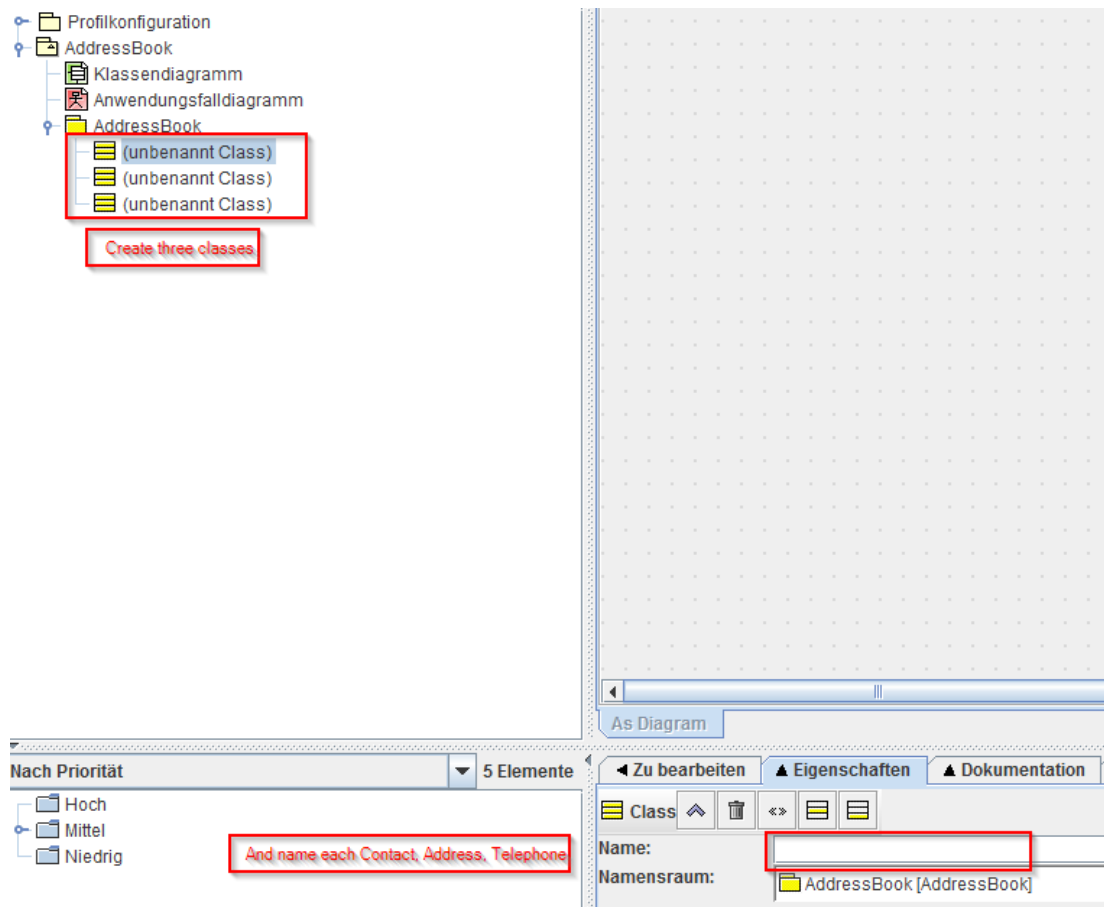 Profilkonfiguration
AddressBook
Klassendiagramm
Anwendungsfalldiagramm
AddressBook
(unbenannt Class)
(unbenannt Class)
(unbenannt Class)
Create three classes
As Diagram
Nach Priorität
5 Elemente
Hoch
Mittel
Niedrig
And name each Contact, Address, Telephone
Zu bearbeiten
Eigenschaften
Dokumentation
Class
«»
Name:
Namensraum:
AddressBook [AddressBook]